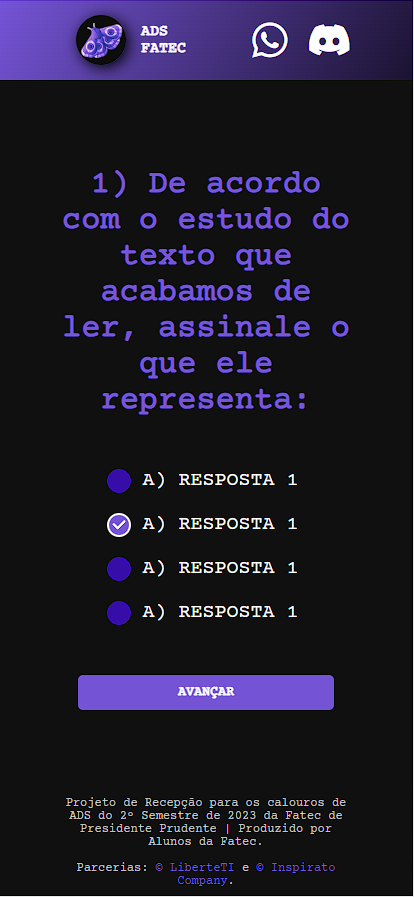 ADS
FATEC
1) De acordo
com o estudo do
texto que
acabamos de
ler, assinale o
que ele
representa:
A) RESPOSTA 1
A) RESPOSTA 1
A) RESPOSTA 1
A) RESPOSTA 1
AVANÇAR
Projeto de Recepção para os calouros de
ADS do 2º Semestre de 2023 da Fatec de
Presidente Prudente | Produzido por
Alunos da Fatec.
Parcerias: © LiberteTI e © Inspirato
Company.